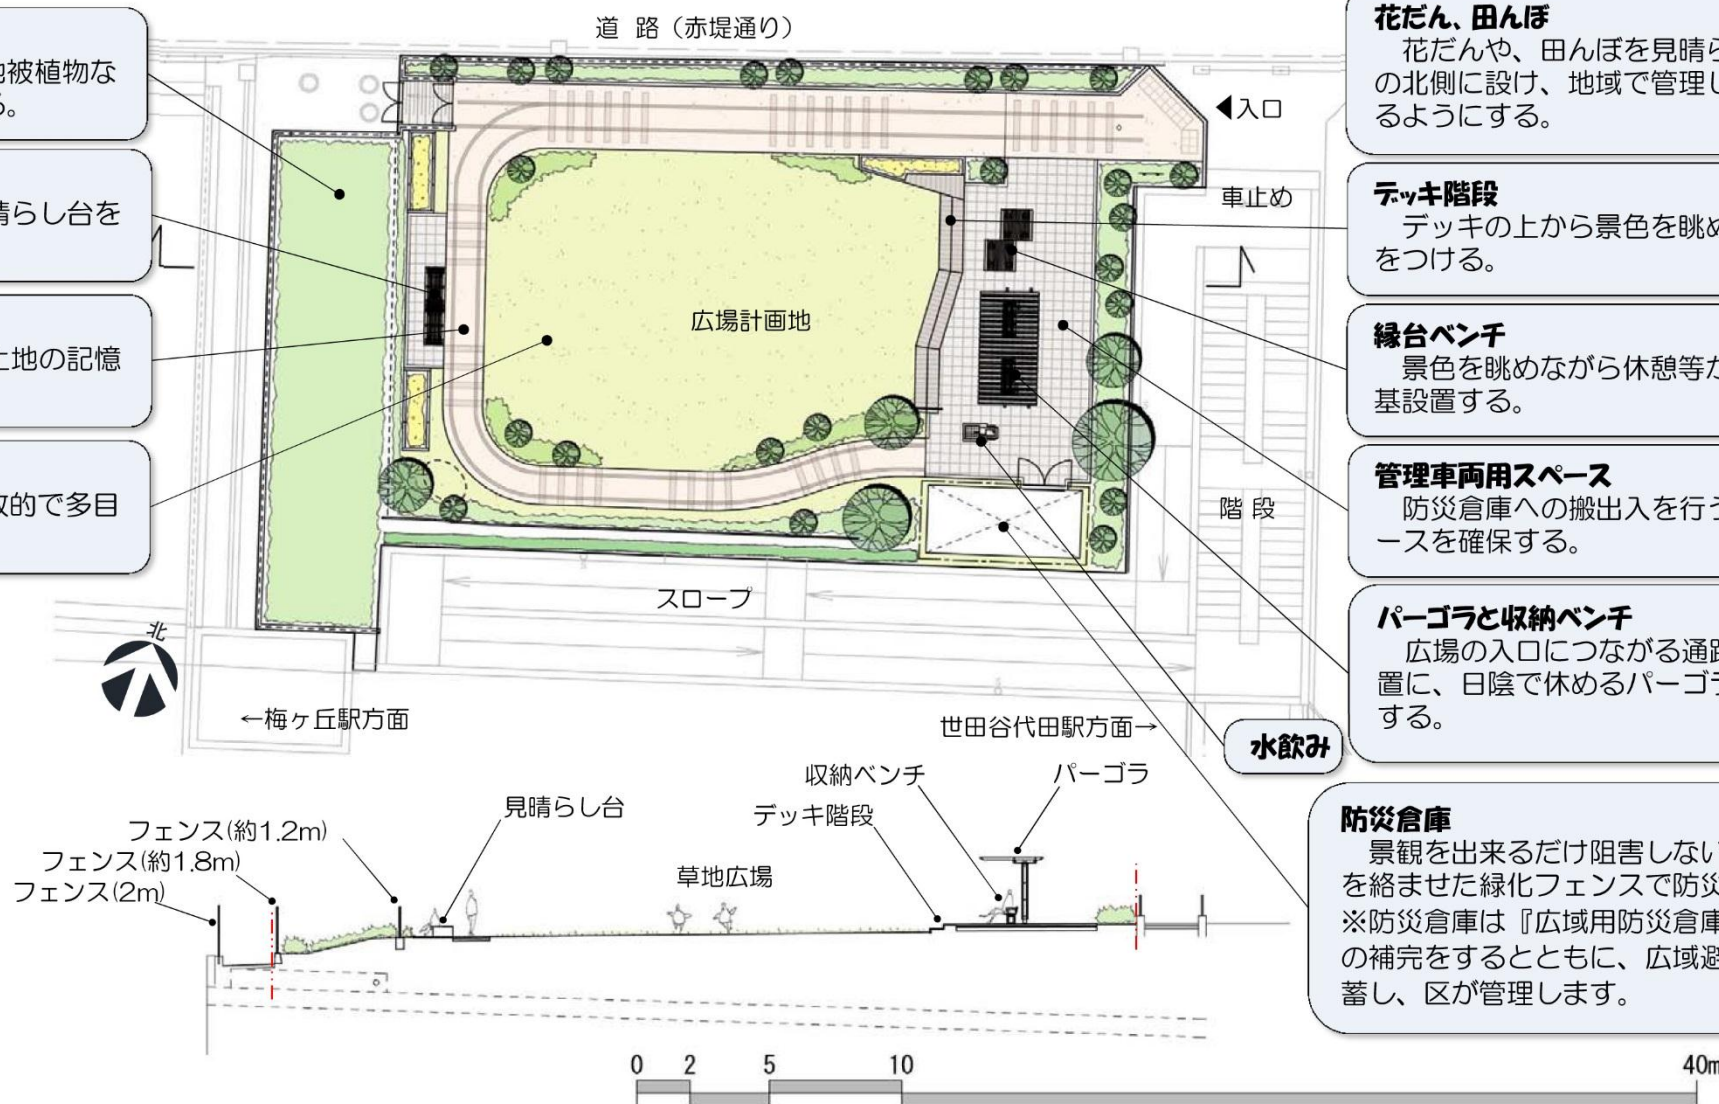 道 路（赤堤通り）
被植物な
る。
晴らし台を
土地の記憶
放的で多目
◀入口
車止め
広場計画地
階 段
スロープ
北
←梅ヶ丘駅方面
世田谷代田駅方面→
花だん、田んぼ
花だんや、田んぼを見晴ら
の北側に設け、地域で管理し
るようにする。
デッキ階段
デッキの上から景色を眺め
をつける。
縁台ベンチ
景色を眺めながら休憩等が
基設置する。
管理車両用スペース
防災倉庫への搬出入を行う
ースを確保する。
パーゴラと収納ベンチ
広場の入口につながる通路
置に、日陰で休めるパーゴラ
する。
水飲み
防災倉庫
景観を出来るだけ阻害しない
を絡ませた緑化フェンスで防災
※防災倉庫は『広域用防災倉庫
の補完をするとともに、広域避
蓄し、区が管理します。
フェンス(約1.2m)
フェンス(約1.8m)
フェンス(2m)
見晴らし台
草地広場
収納ベンチ
デッキ階段
パーゴラ
0 2 5 10 40m